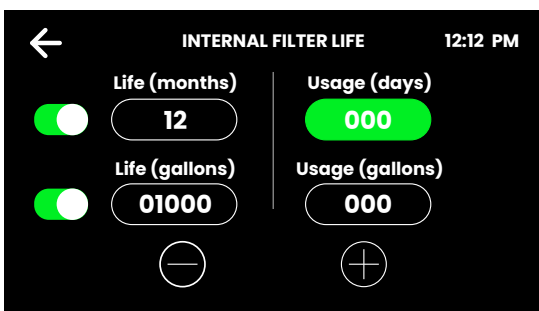 INTERNAL FILTER LIFE 12:12 PM
Life (months) Usage (days)
12 000
Life (gallons) Usage (gallons)
01000 000